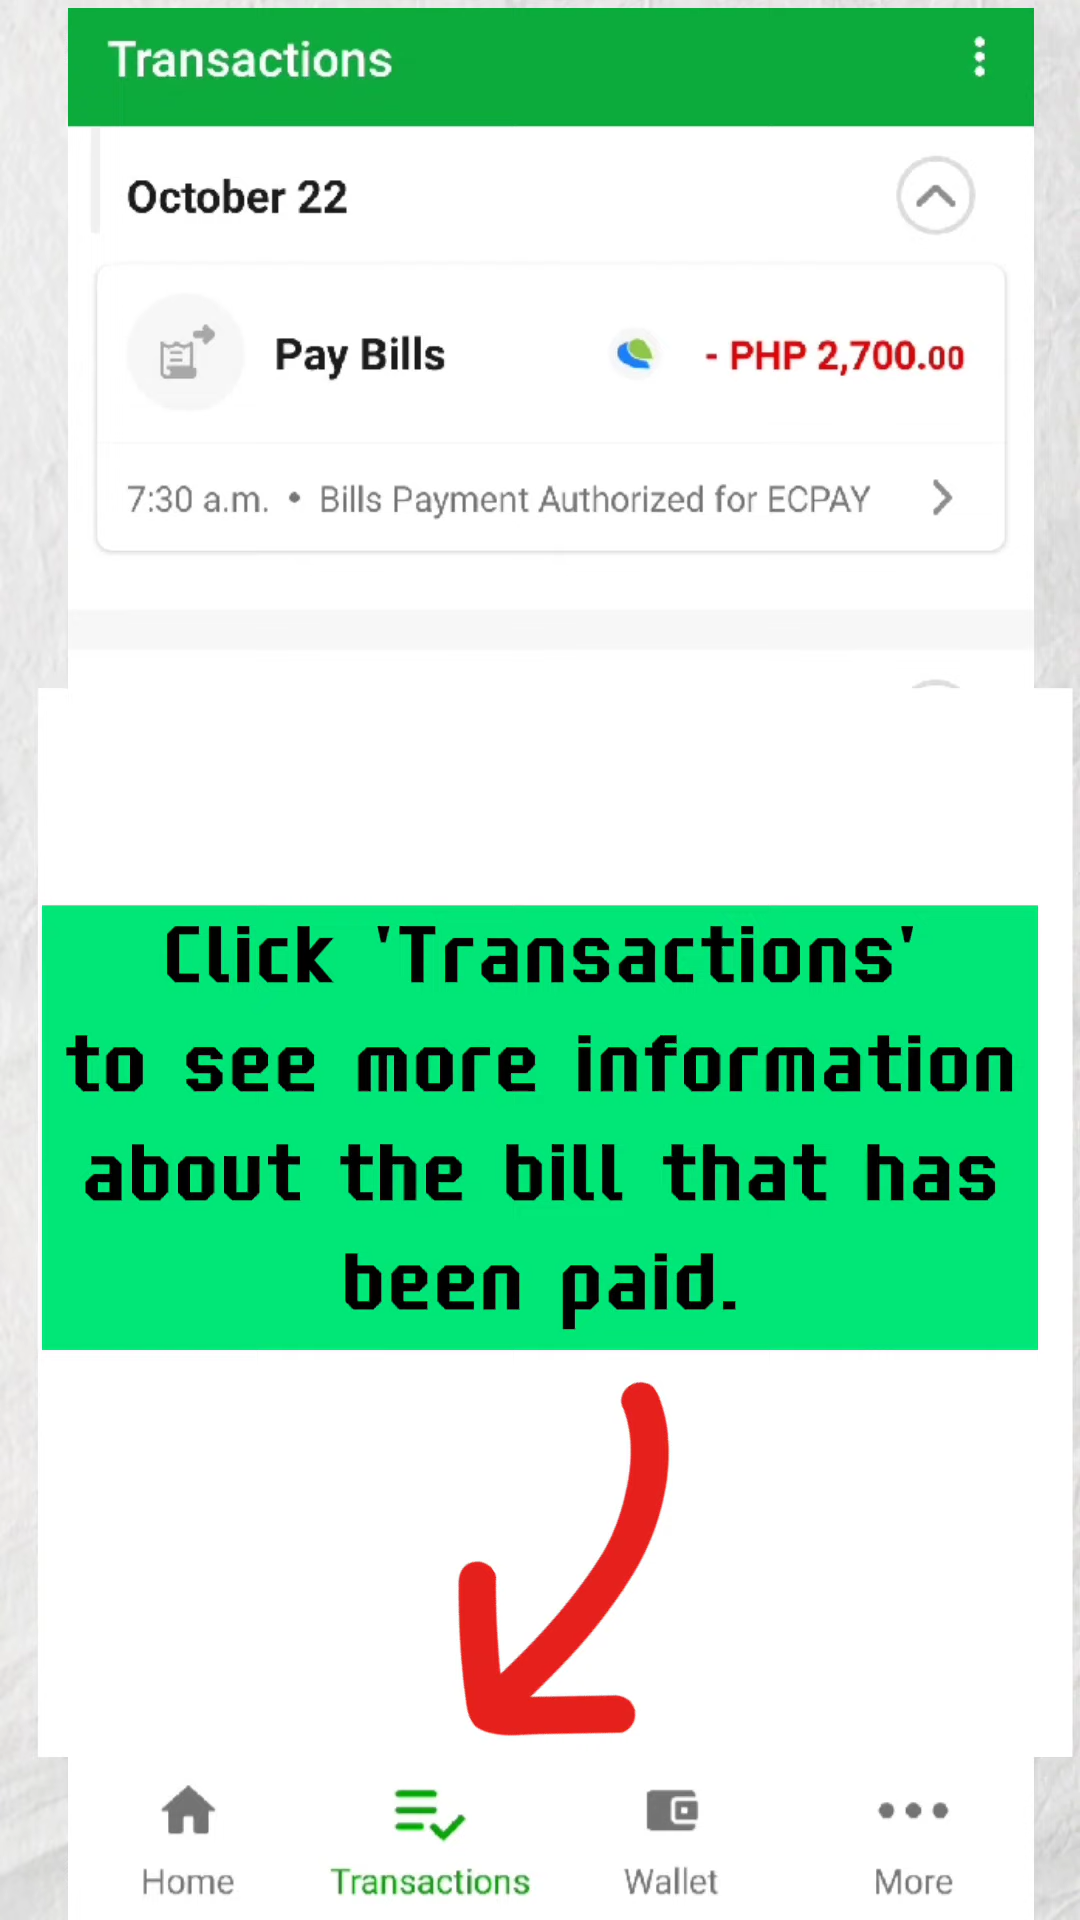 Transactions
October 22
Pay Bills - PHP 2,700.00
7:30 a.m. • Bills Payment Authorized for ECPAY
Click 'Transactions'
to see more information
about the bill that has
been paid.
Home Transactions Wallet More